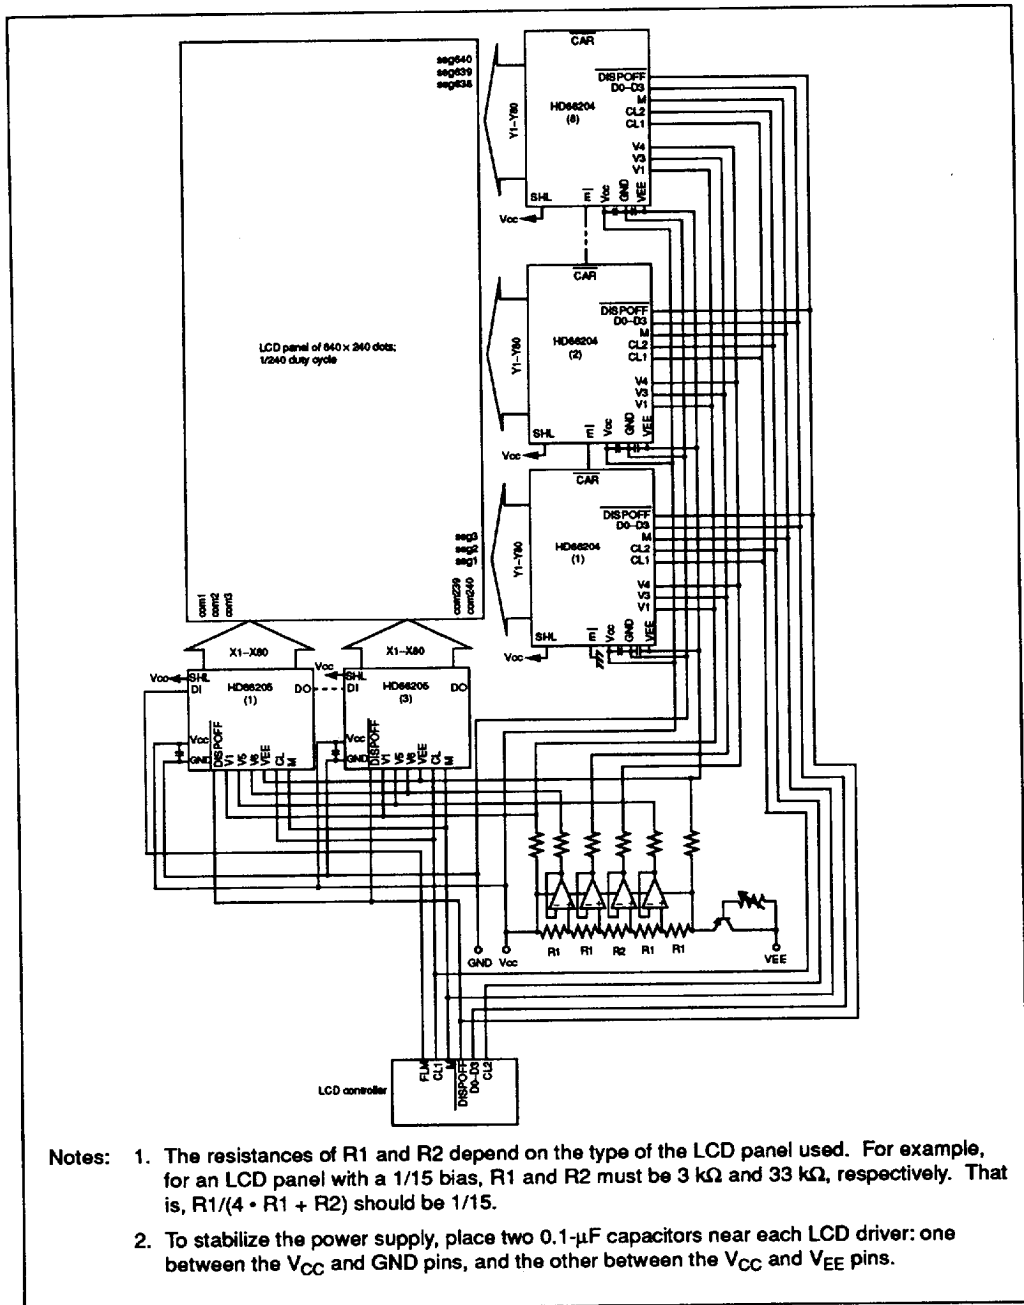 CAR
seg640
seg639
seg638
Y1–Y80
HD66204
(8)
DISPOFF
D0–D3
M
CL2
CL1
V4
V3
V1
SHL
E
Vcc
GND
VEE
Vcc
CAR
LCD panel of 640 × 240 dots;
1/240 duty cycle
Y1–Y80
HD66204
(2)
DISPOFF
D0–D3
M
CL2
CL1
V4
V3
V1
SHL
E
Vcc
GND
VEE
Vcc
CAR
seg3
seg2
seg1
Y1–Y80
HD66204
(1)
DISPOFF
D0–D3
M
CL2
CL1
V4
V3
V1
com1
com2
com3
com239
com240
SHL
E
Vcc
GND
VEE
Vcc
X1–X80
X1–X80
Vcc
SHL
DI
HD66205
(1)
DO
Vcc
GND
DISPOFF
V1
V5
V6
VEE
CL
M
Vcc
SHL
DI
HD66205
(3)
DO
Vcc
GND
DISPOFF
V1
V5
V6
VEE
CL
M
– +
– +
– +
– +
R1
R1
R2
R1
R1
GND
Vcc
VEE
LCD controller
FLM
CL1
M
DISPOFF
D0–D3
CL2
Notes: 1. The resistances of R1 and R2 depend on the type of the LCD panel used. For example,
for an LCD panel with a 1/15 bias, R1 and R2 must be 3 kΩ and 33 kΩ, respectively. That
is, R1/(4 • R1 + R2) should be 1/15.
2. To stabilize the power supply, place two 0.1-μF capacitors near each LCD driver: one
between the VCC and GND pins, and the other between the VCC and VEE pins.